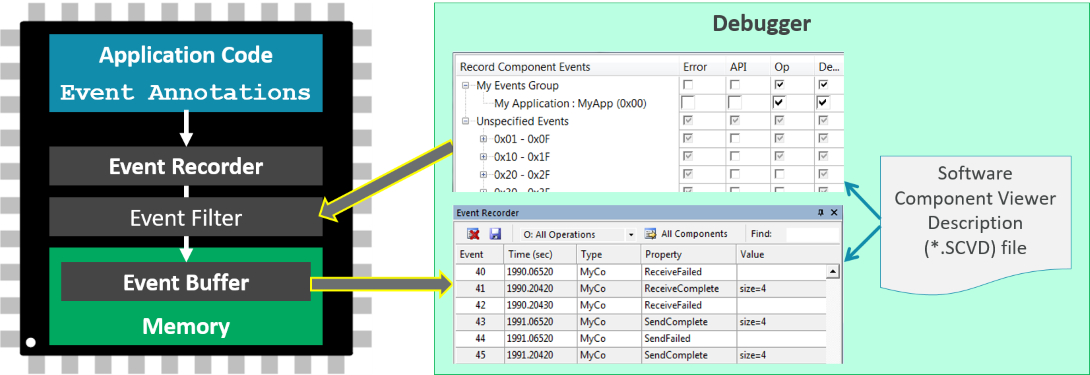 Application Code
Event Annotations
Event Recorder
Event Filter
Event Buffer
Memory
Debugger
Record Component Events Error API Op De...
My Events Group
My Application : MyApp (0x00)
Unspecified Events
0x01 - 0x0F
0x10 - 0x1F
0x20 - 0x2F
Event Recorder
O: All Operations All Components Find:
Event Time (sec) Type Property Value
40 1990.06520 MyCo ReceiveFailed
41 1990.20420 MyCo ReceiveComplete size=4
42 1990.20430 MyCo ReceiveFailed
43 1991.06520 MyCo SendComplete size=4
44 1991.06520 MyCo SendFailed
45 1991.20420 MyCo SendComplete size=4
Software
Component Viewer
Description
(*.SCVD) file